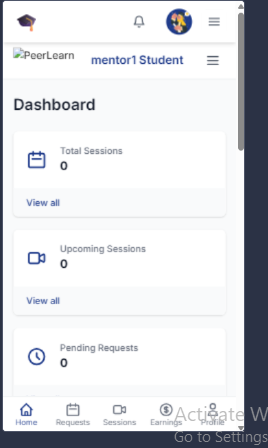 PeerLearn
mentor1 Student
Dashboard
Total Sessions
0
View all
Upcoming Sessions
0
View all
Pending Requests
0
Home
Requests
Sessions
Earnings
Profile
Activate W
Go to Settings